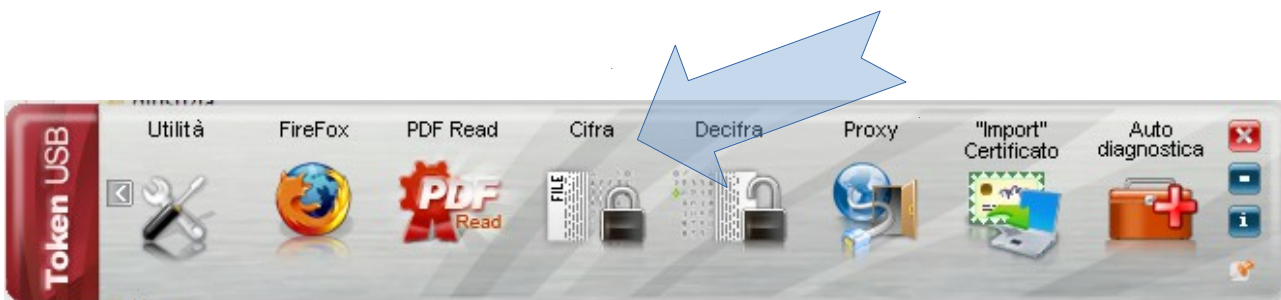 Token USB
Utilità
FireFox
PDF Read
Cifra
Decifra
Proxy
"Import"
Certificato
Auto
diagnostica
PDF
Read
FILE
i